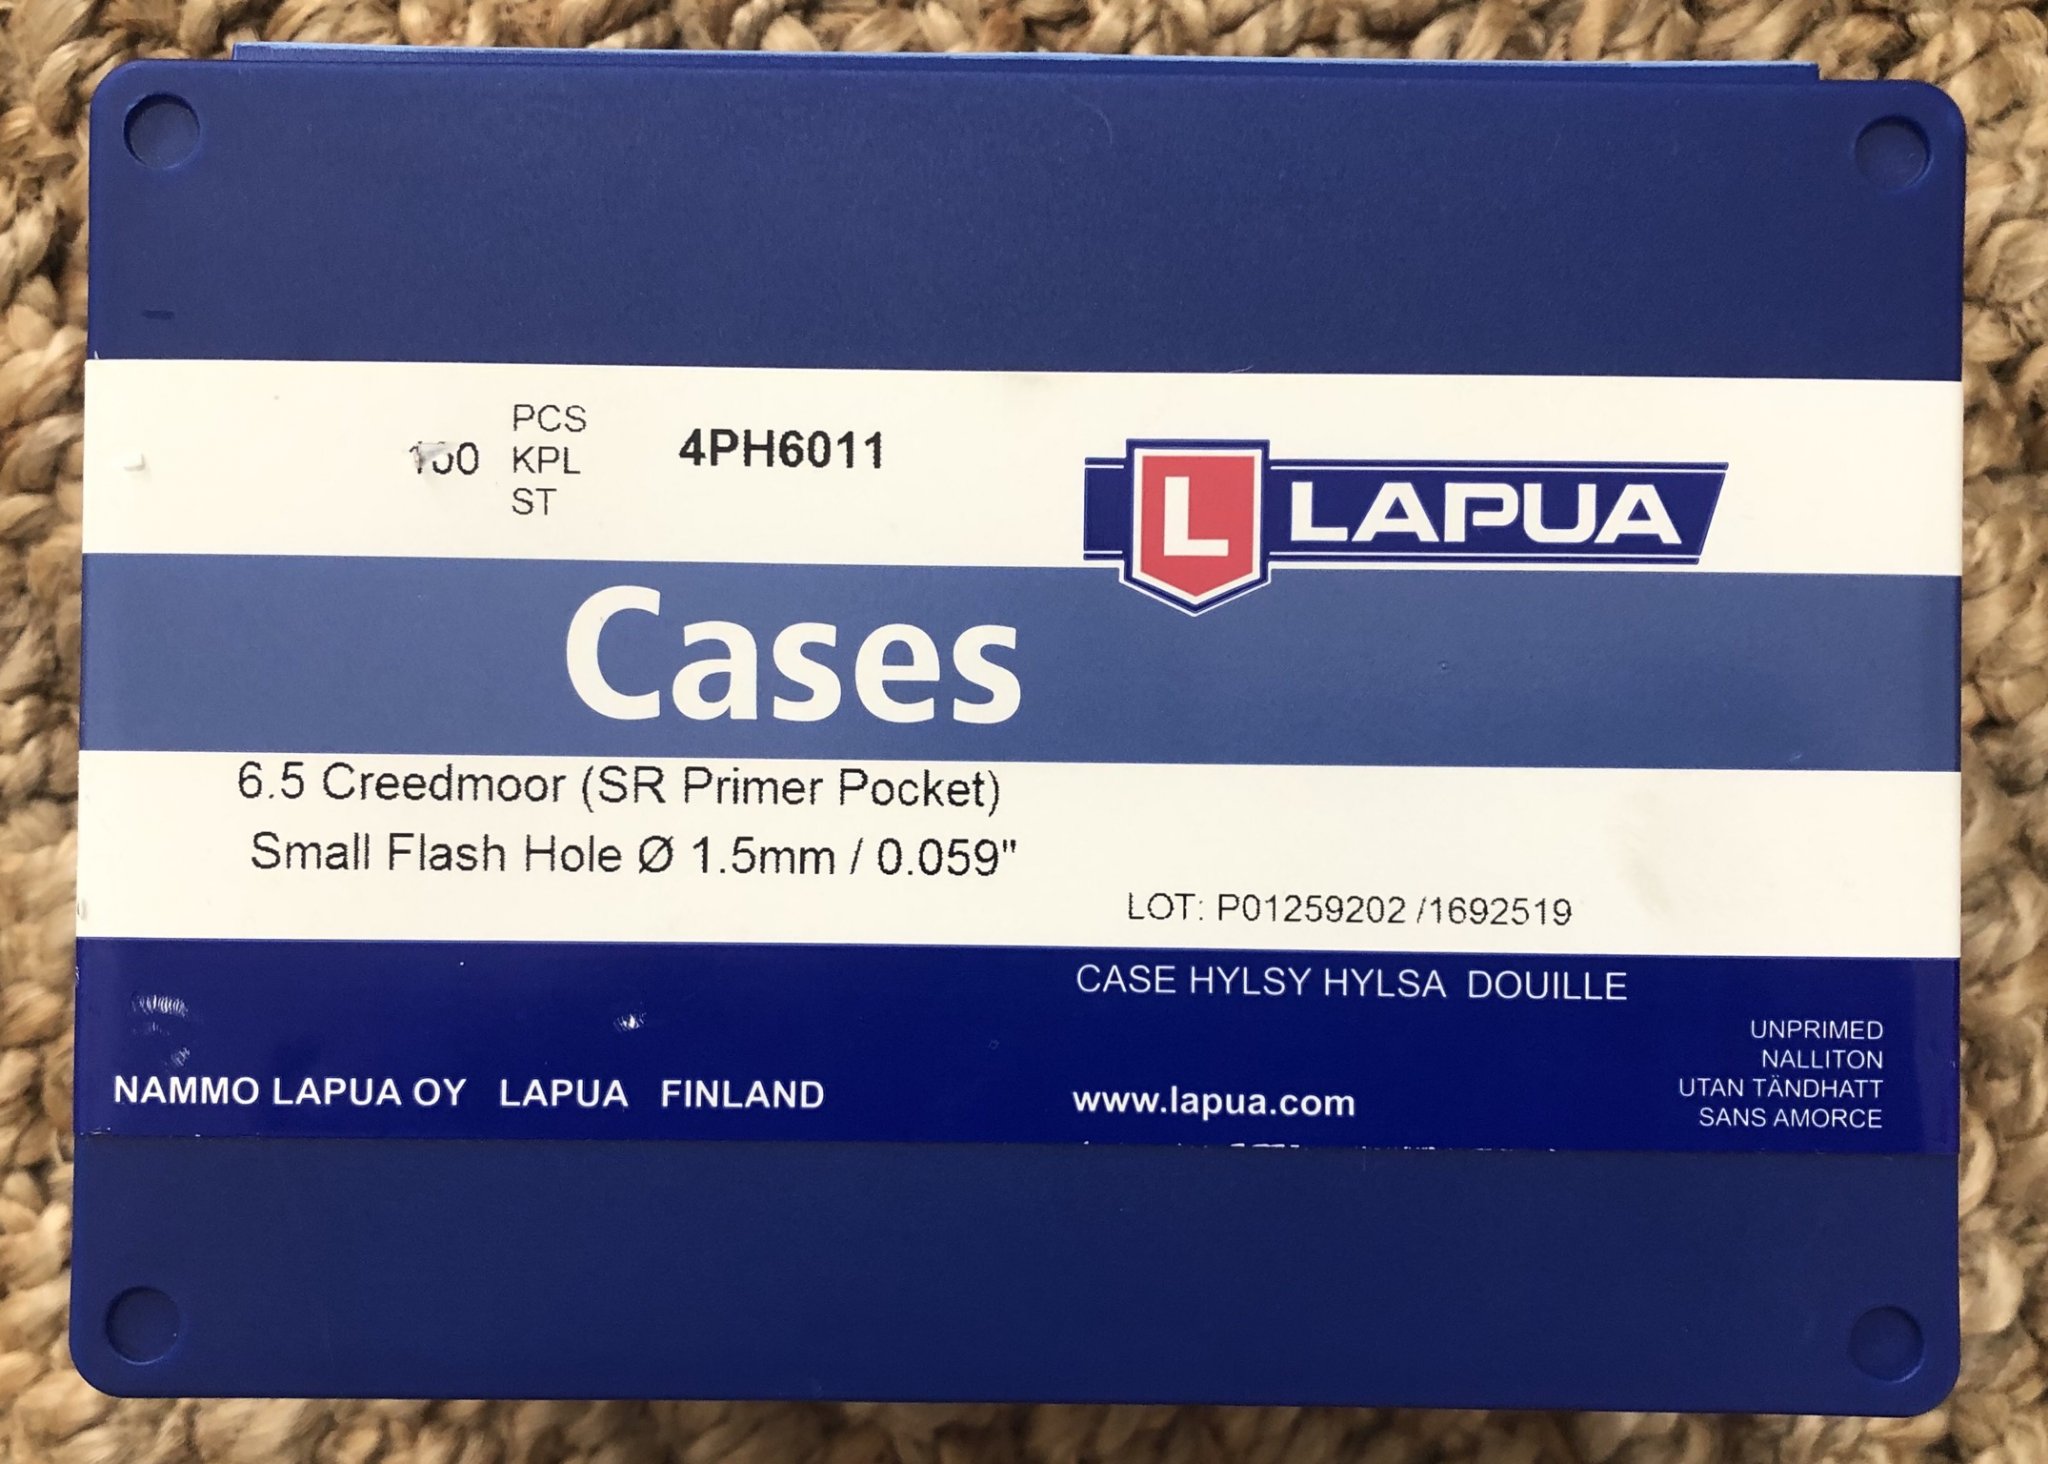 100 PCS
KPL
ST
4PH6011
L LAPUA
Cases
6.5 Creedmoor (SR Primer Pocket)
Small Flash Hole Ø 1.5mm / 0.059"
LOT: P01259202 /1692519
CASE HYLSY HYLSA DOUILLE
UNPRIMED
NALLITON
UTAN TÄNDHATT
SANS AMORCE
NAMMO LAPUA OY LAPUA FINLAND
www.lapua.com